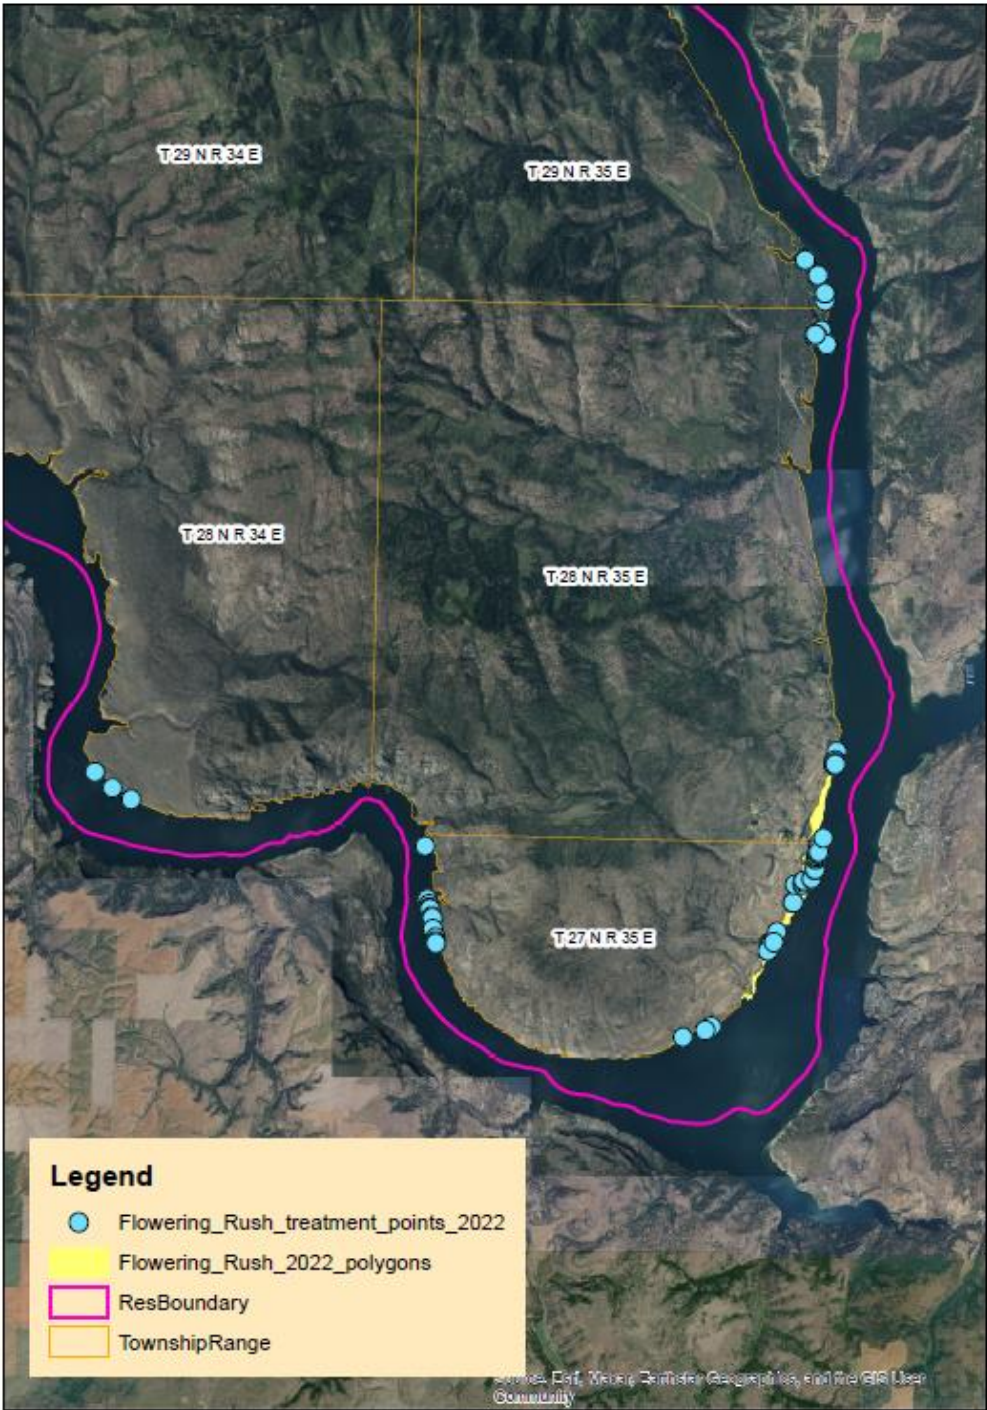 T 29 N R 34 E
T 29 N R 35 E
T 28 N R 34 E
T 28 N R 35 E
T 27 N R 35 E
Legend
Flowering_Rush_treatment_points_2022
Flowering_Rush_2022_polygons
ResBoundary
TownshipRange
Source: Esri, Maxar, Earthstar Geographics, and the GIS User
Community